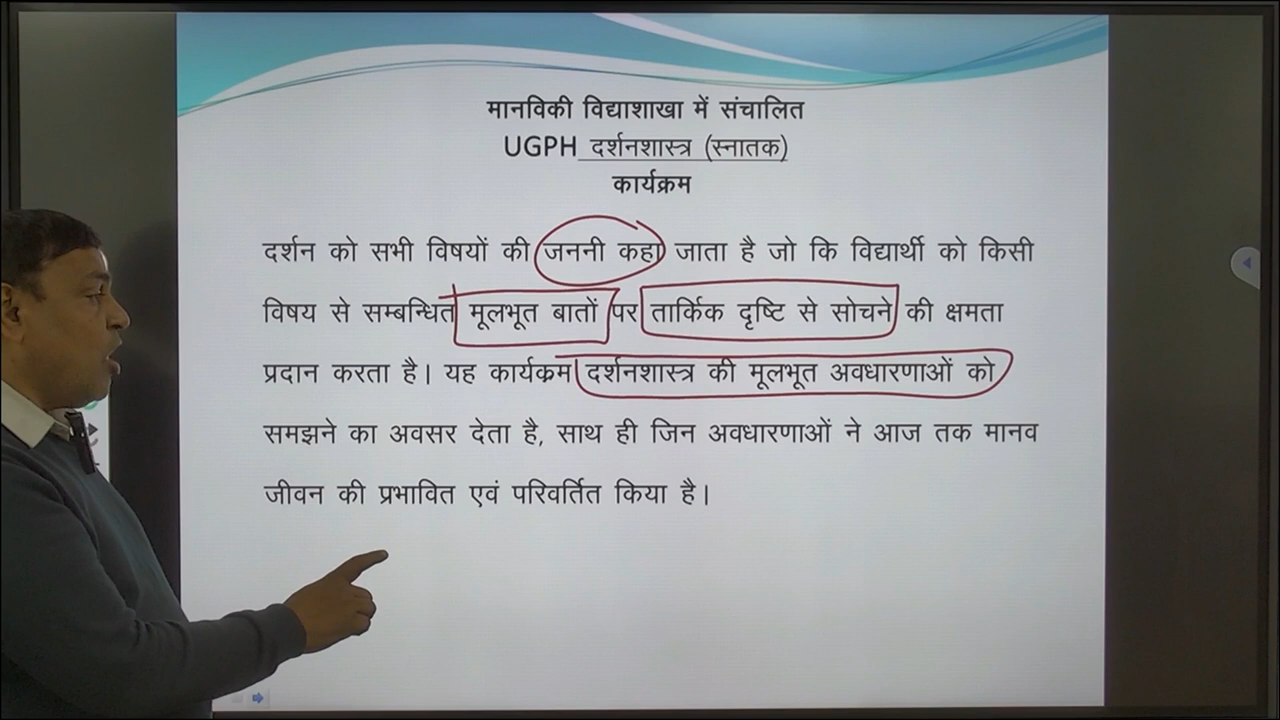 मानविकी विद्याशाखा में संचालित
UGPH दर्शनशास्त्र (स्नातक)
कार्यक्रम
दर्शन को सभी विषयों की जननी कहा जाता है जो कि विद्यार्थी को किसी
विषय से सम्बन्धित मूलभूत बातों पर तार्किक दृष्टि से सोचने की क्षमता
प्रदान करता है। यह कार्यक्रम दर्शनशास्त्र की मूलभूत अवधारणाओं को
समझने का अवसर देता है, साथ ही जिन अवधारणाओं ने आज तक मानव
जीवन की प्रभावित एवं परिवर्तित किया है।